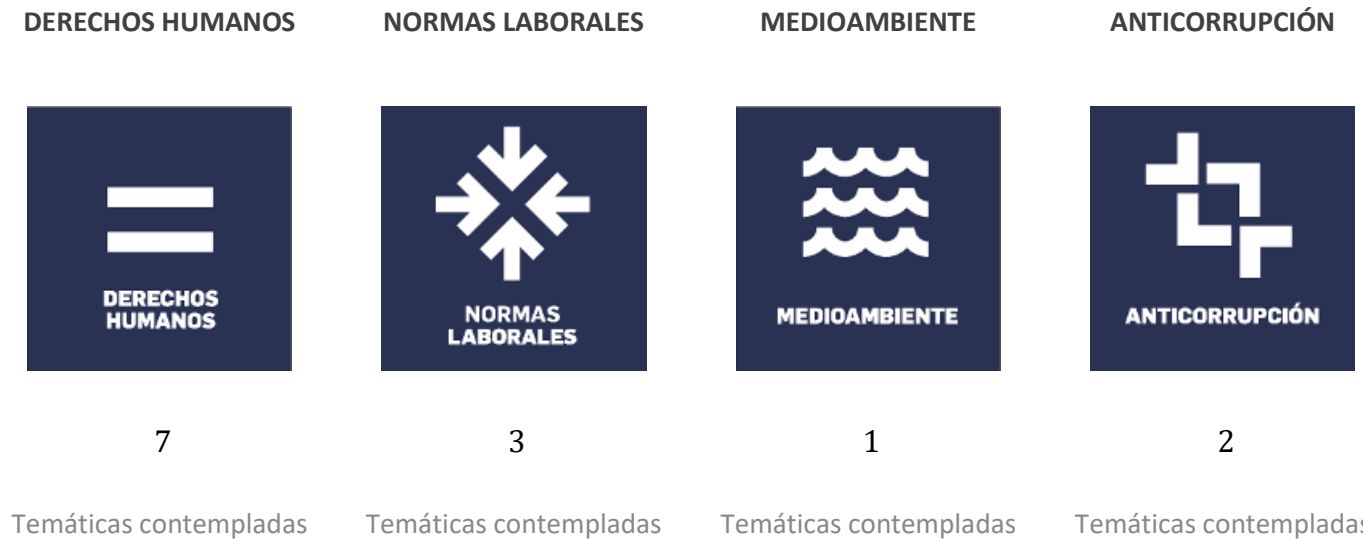 DERECHOS HUMANOS
NORMAS LABORALES
MEDIOAMBIENTE
ANTICORRUPCIÓN
DERECHOS
HUMANOS
NORMAS
LABORALES
MEDIOAMBIENTE
ANTICORRUPCIÓN
7
3
1
2
Temáticas contempladas
Temáticas contempladas
Temáticas contempladas
Temáticas contempladas